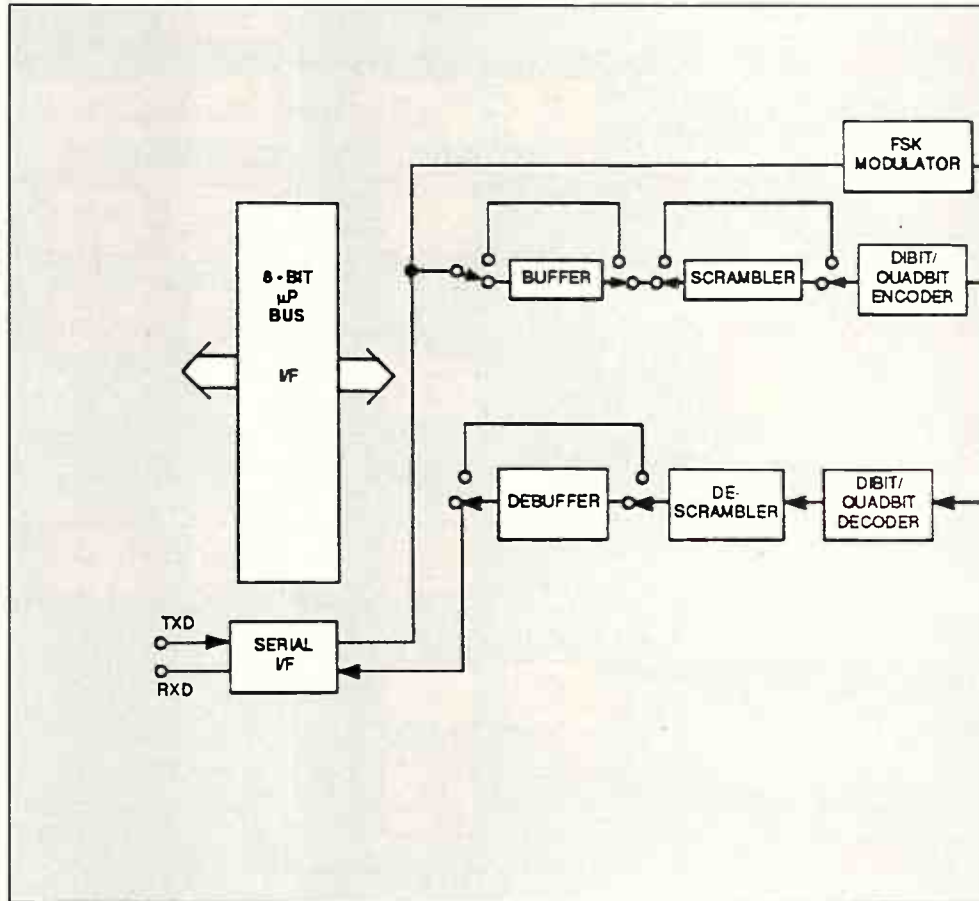 FSK
MODULATOR
8-BIT
µP
BUS
I/F
BUFFER
SCRAMBLER
DIBIT/
QUADBIT
ENCODER
DEBUFFER
DE-
SCRAMBLER
DIBIT/
QUADBIT
DECODER
TXD
RXD
SERIAL
I/F